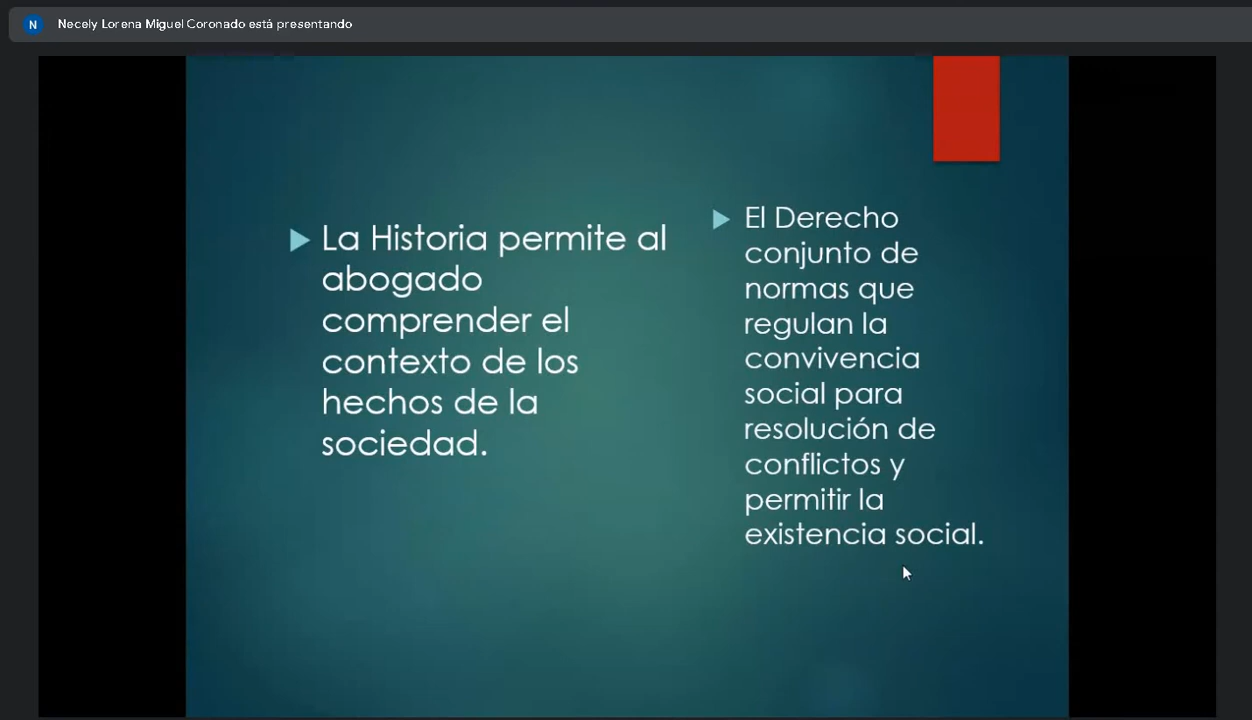 N
Necely Lorena Miguel Coronado está presentando
La Historia permite al
abogado
comprender el
contexto de los
hechos de la
sociedad.
El Derecho
conjunto de
normas que
regulan la
convivencia
social para
resolución de
conflictos y
permitir la
existencia social.